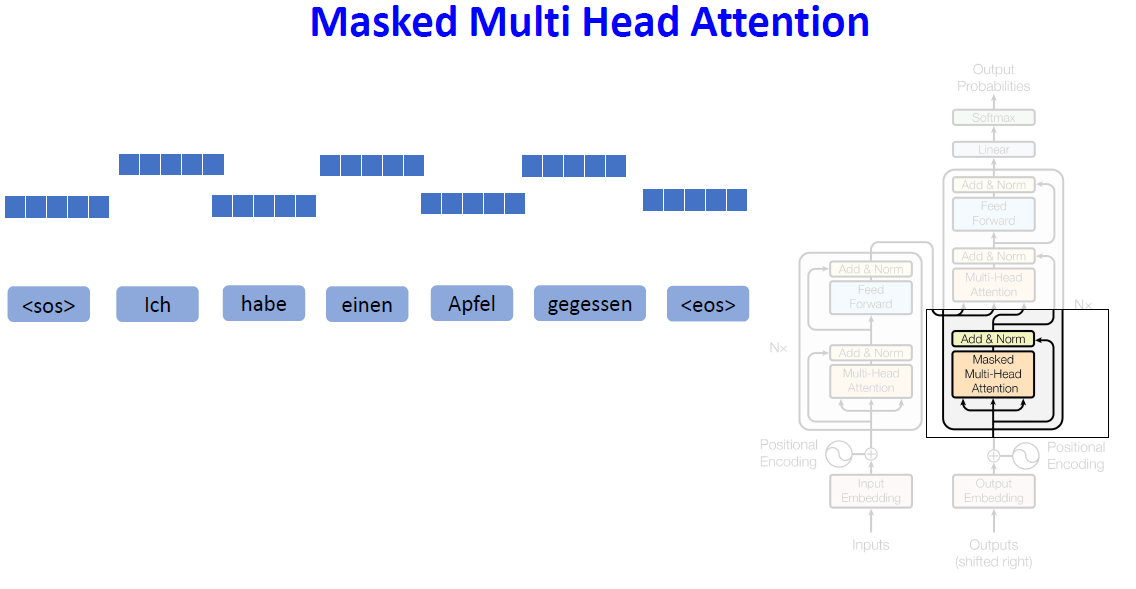 Masked Multi Head Attention
<sos> Ich habe einen Apfel gegessen <eos>
Output
Probabilities
Softmax
Linear
Add & Norm
Feed
Forward
Add & Norm
Multi-Head
Attention
N×
Add & Norm
Masked
Multi-Head
Attention
Add & Norm
Feed
Forward
N×
Add & Norm
Multi-Head
Attention
Positional
Encoding
Positional
Encoding
Input
Embedding
Output
Embedding
Inputs
Outputs
(shifted right)